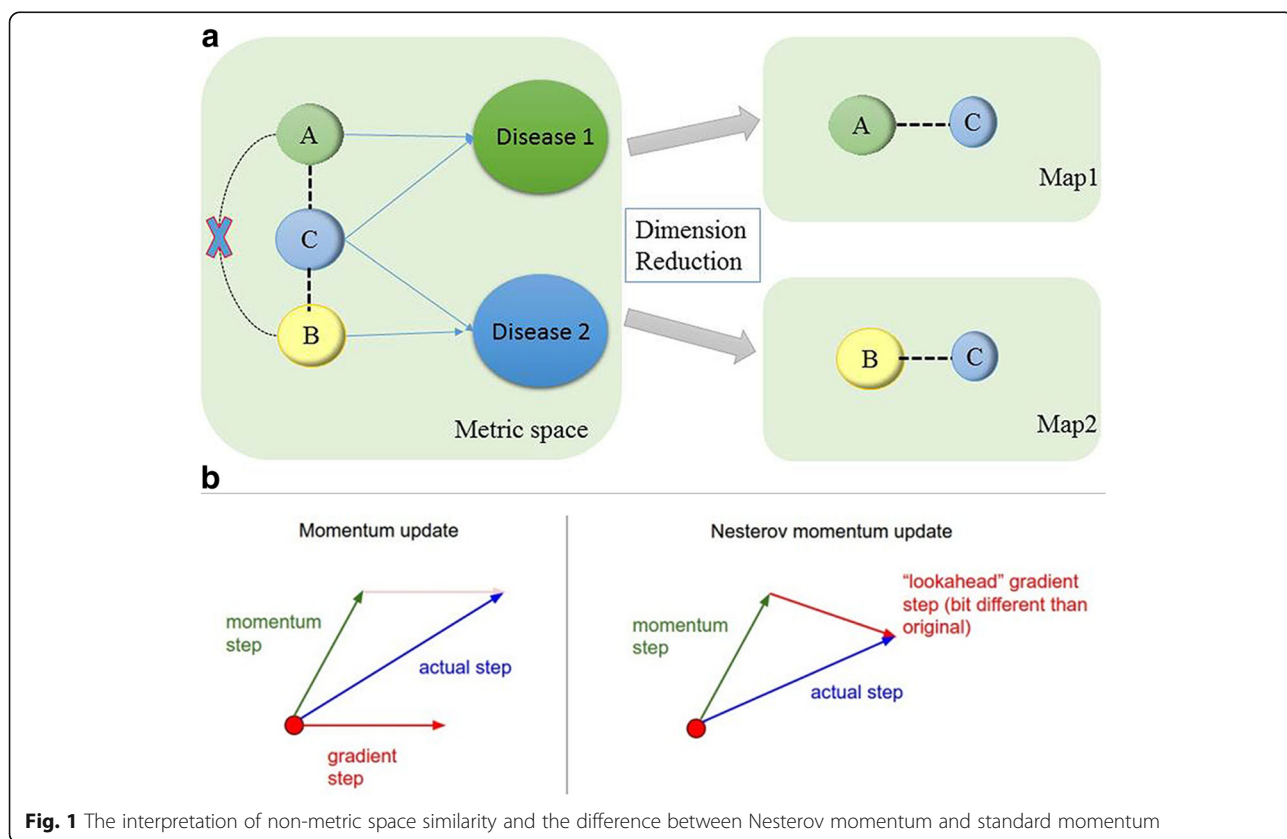 a
A
Disease 1
C
B
Disease 2
Metric space
Dimension
Reduction
A
C
Map1
B
C
Map2
b
Momentum update
momentum
step
actual step
gradient
step
Nesterov momentum update
momentum
step
"lookahead" gradient
step (bit different than
original)
actual step
Fig. 1 The interpretation of non-metric space similarity and the difference between Nesterov momentum and standard momentum